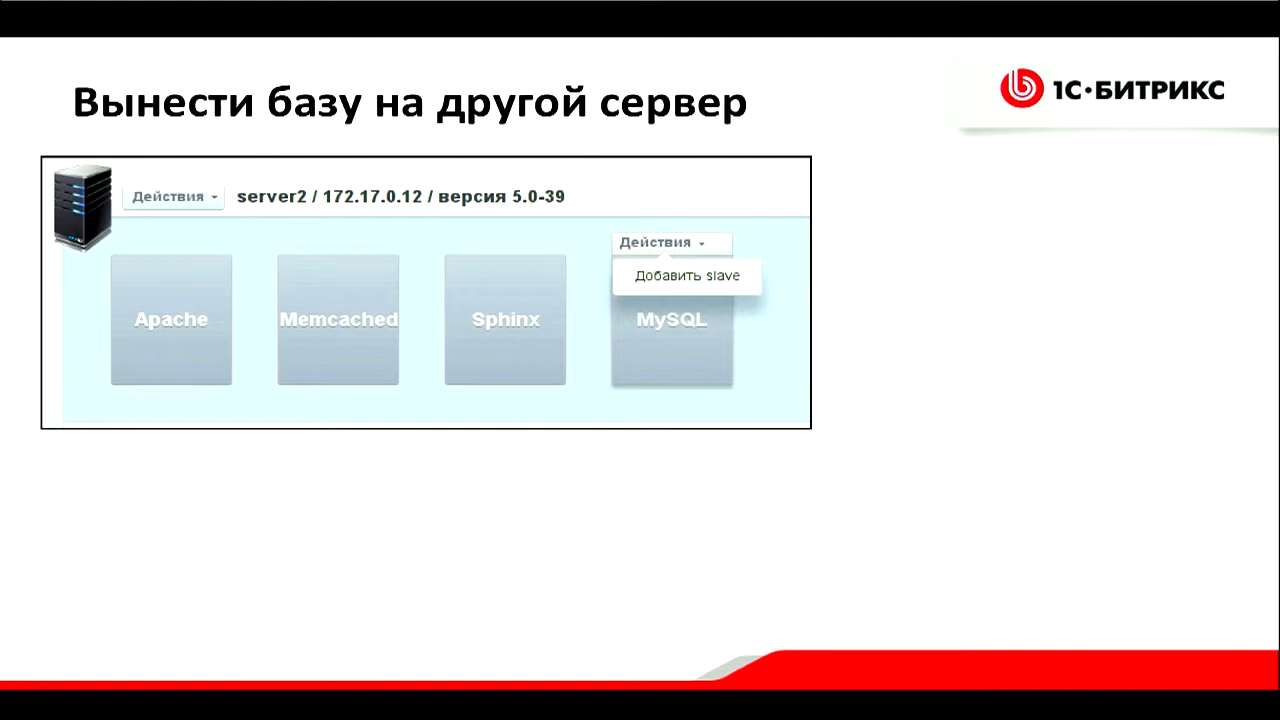 Вынести базу на другой сервер
1С·БИТРИКС
Действия
server2 / 172.17.0.12 / версия 5.0-39
Действия
Добавить slave
Apache
Memcached
Sphinx
MySQL